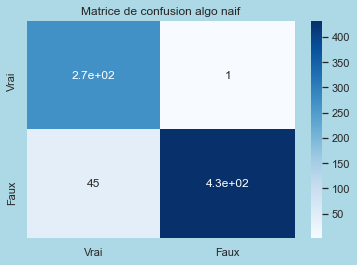 Matrice de confusion algo naif
Vrai
2.7e+02
1
Faux
45
4.3e+02
Vrai
Faux
400
350
300
250
200
150
100
50